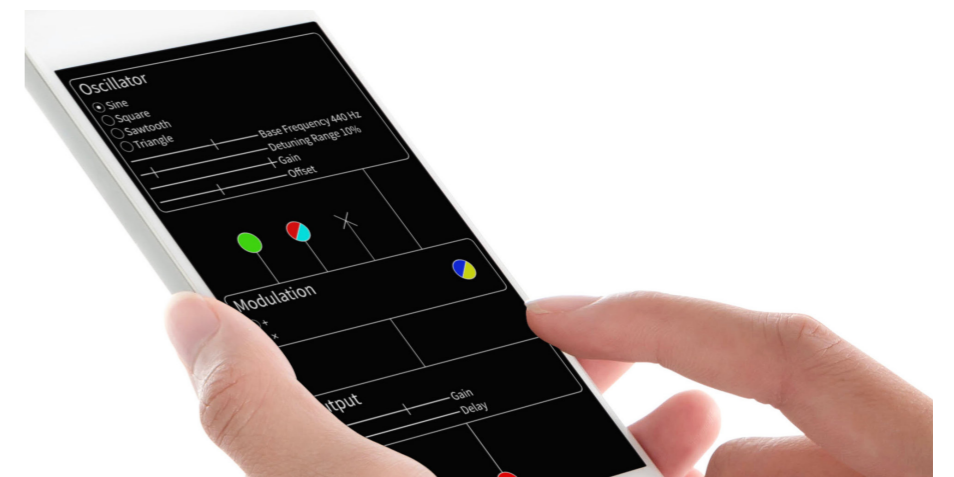 Oscillator
Sine
Square
Sawtooth
Triangle
Base Frequency 440 Hz
Detuning Range 10%
Gain
Offset
Modulation
+
x
utput
Gain
Delay